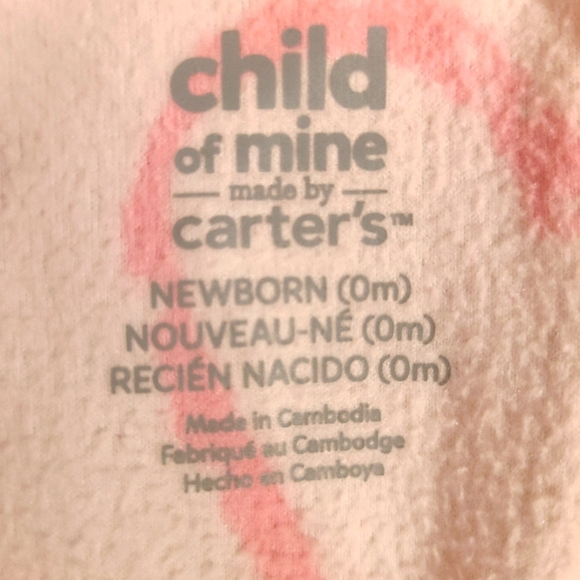 child
of mine
made by
carter's™
NEWBORN (0m)
NOUVEAU-NÉ (0m)
RECIÉN NACIDO (0m)
Made in Cambodia
Fabriqué au Cambodge
Hecho en Camboya